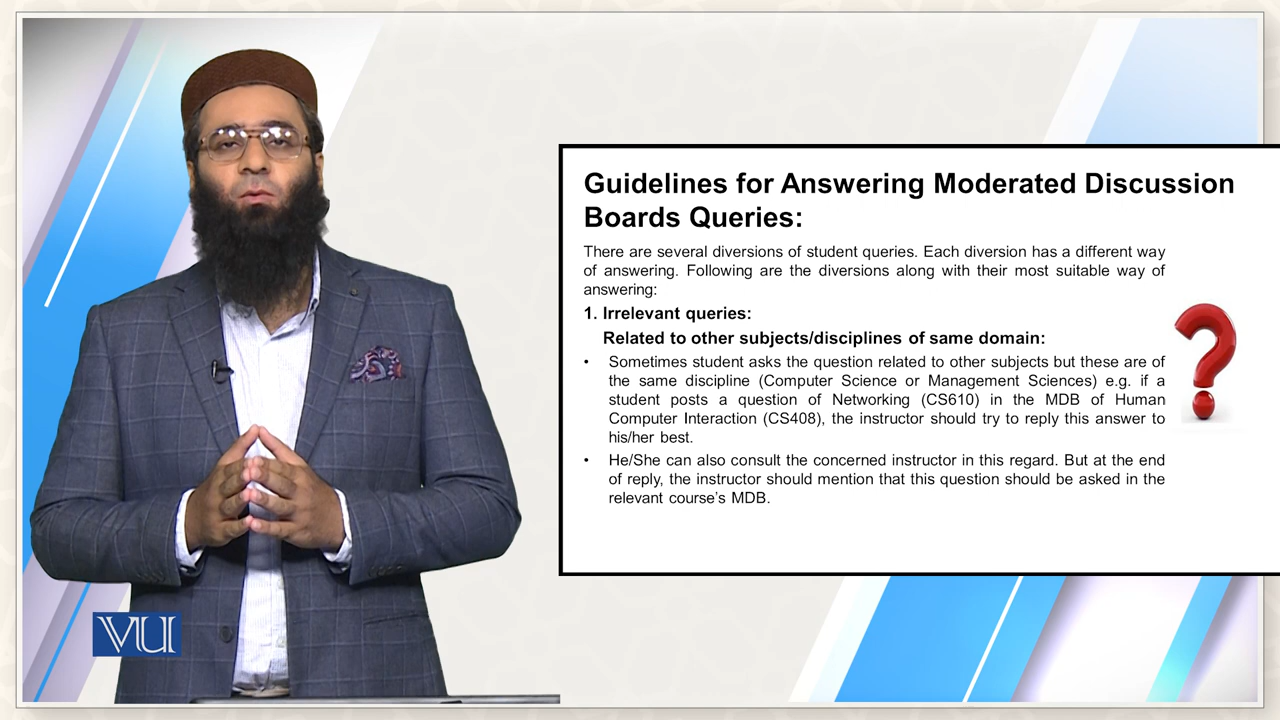 Guidelines for Answering Moderated Discussion
Boards Queries:
There are several diversions of student queries. Each diversion has a different way
of answering. Following are the diversions along with their most suitable way of
answering:
1. Irrelevant queries:
Related to other subjects/disciplines of same domain:
• Sometimes student asks the question related to other subjects but these are of
the same discipline (Computer Science or Management Sciences) e.g. if a
student posts a question of Networking (CS610) in the MDB of Human
Computer Interaction (CS408), the instructor should try to reply this answer to
his/her best.
• He/She can also consult the concerned instructor in this regard. But at the end
of reply, the instructor should mention that this question should be asked in the
relevant course’s MDB.
VU